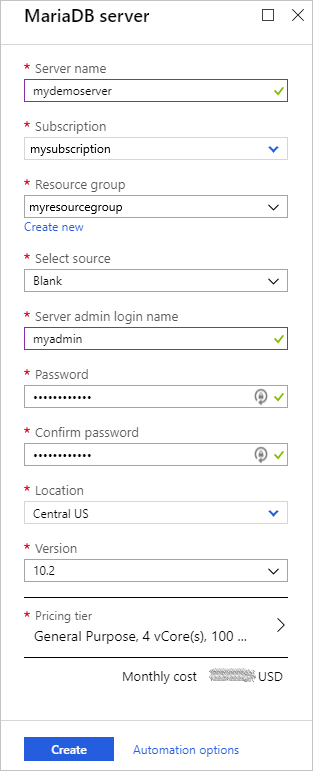 MariaDB server
* Server name
mydemoserver
* Subscription
mysubscription
* Resource group
myresourcegroup
Create new
* Select source
Blank
* Server admin login name
myadmin
* Password
••••••••••••
* Confirm password
••••••••••••
* Location
Central US
* Version
10.2
* Pricing tier
General Purpose, 4 vCore(s), 100 ...
Monthly cost USD
Create Automation options